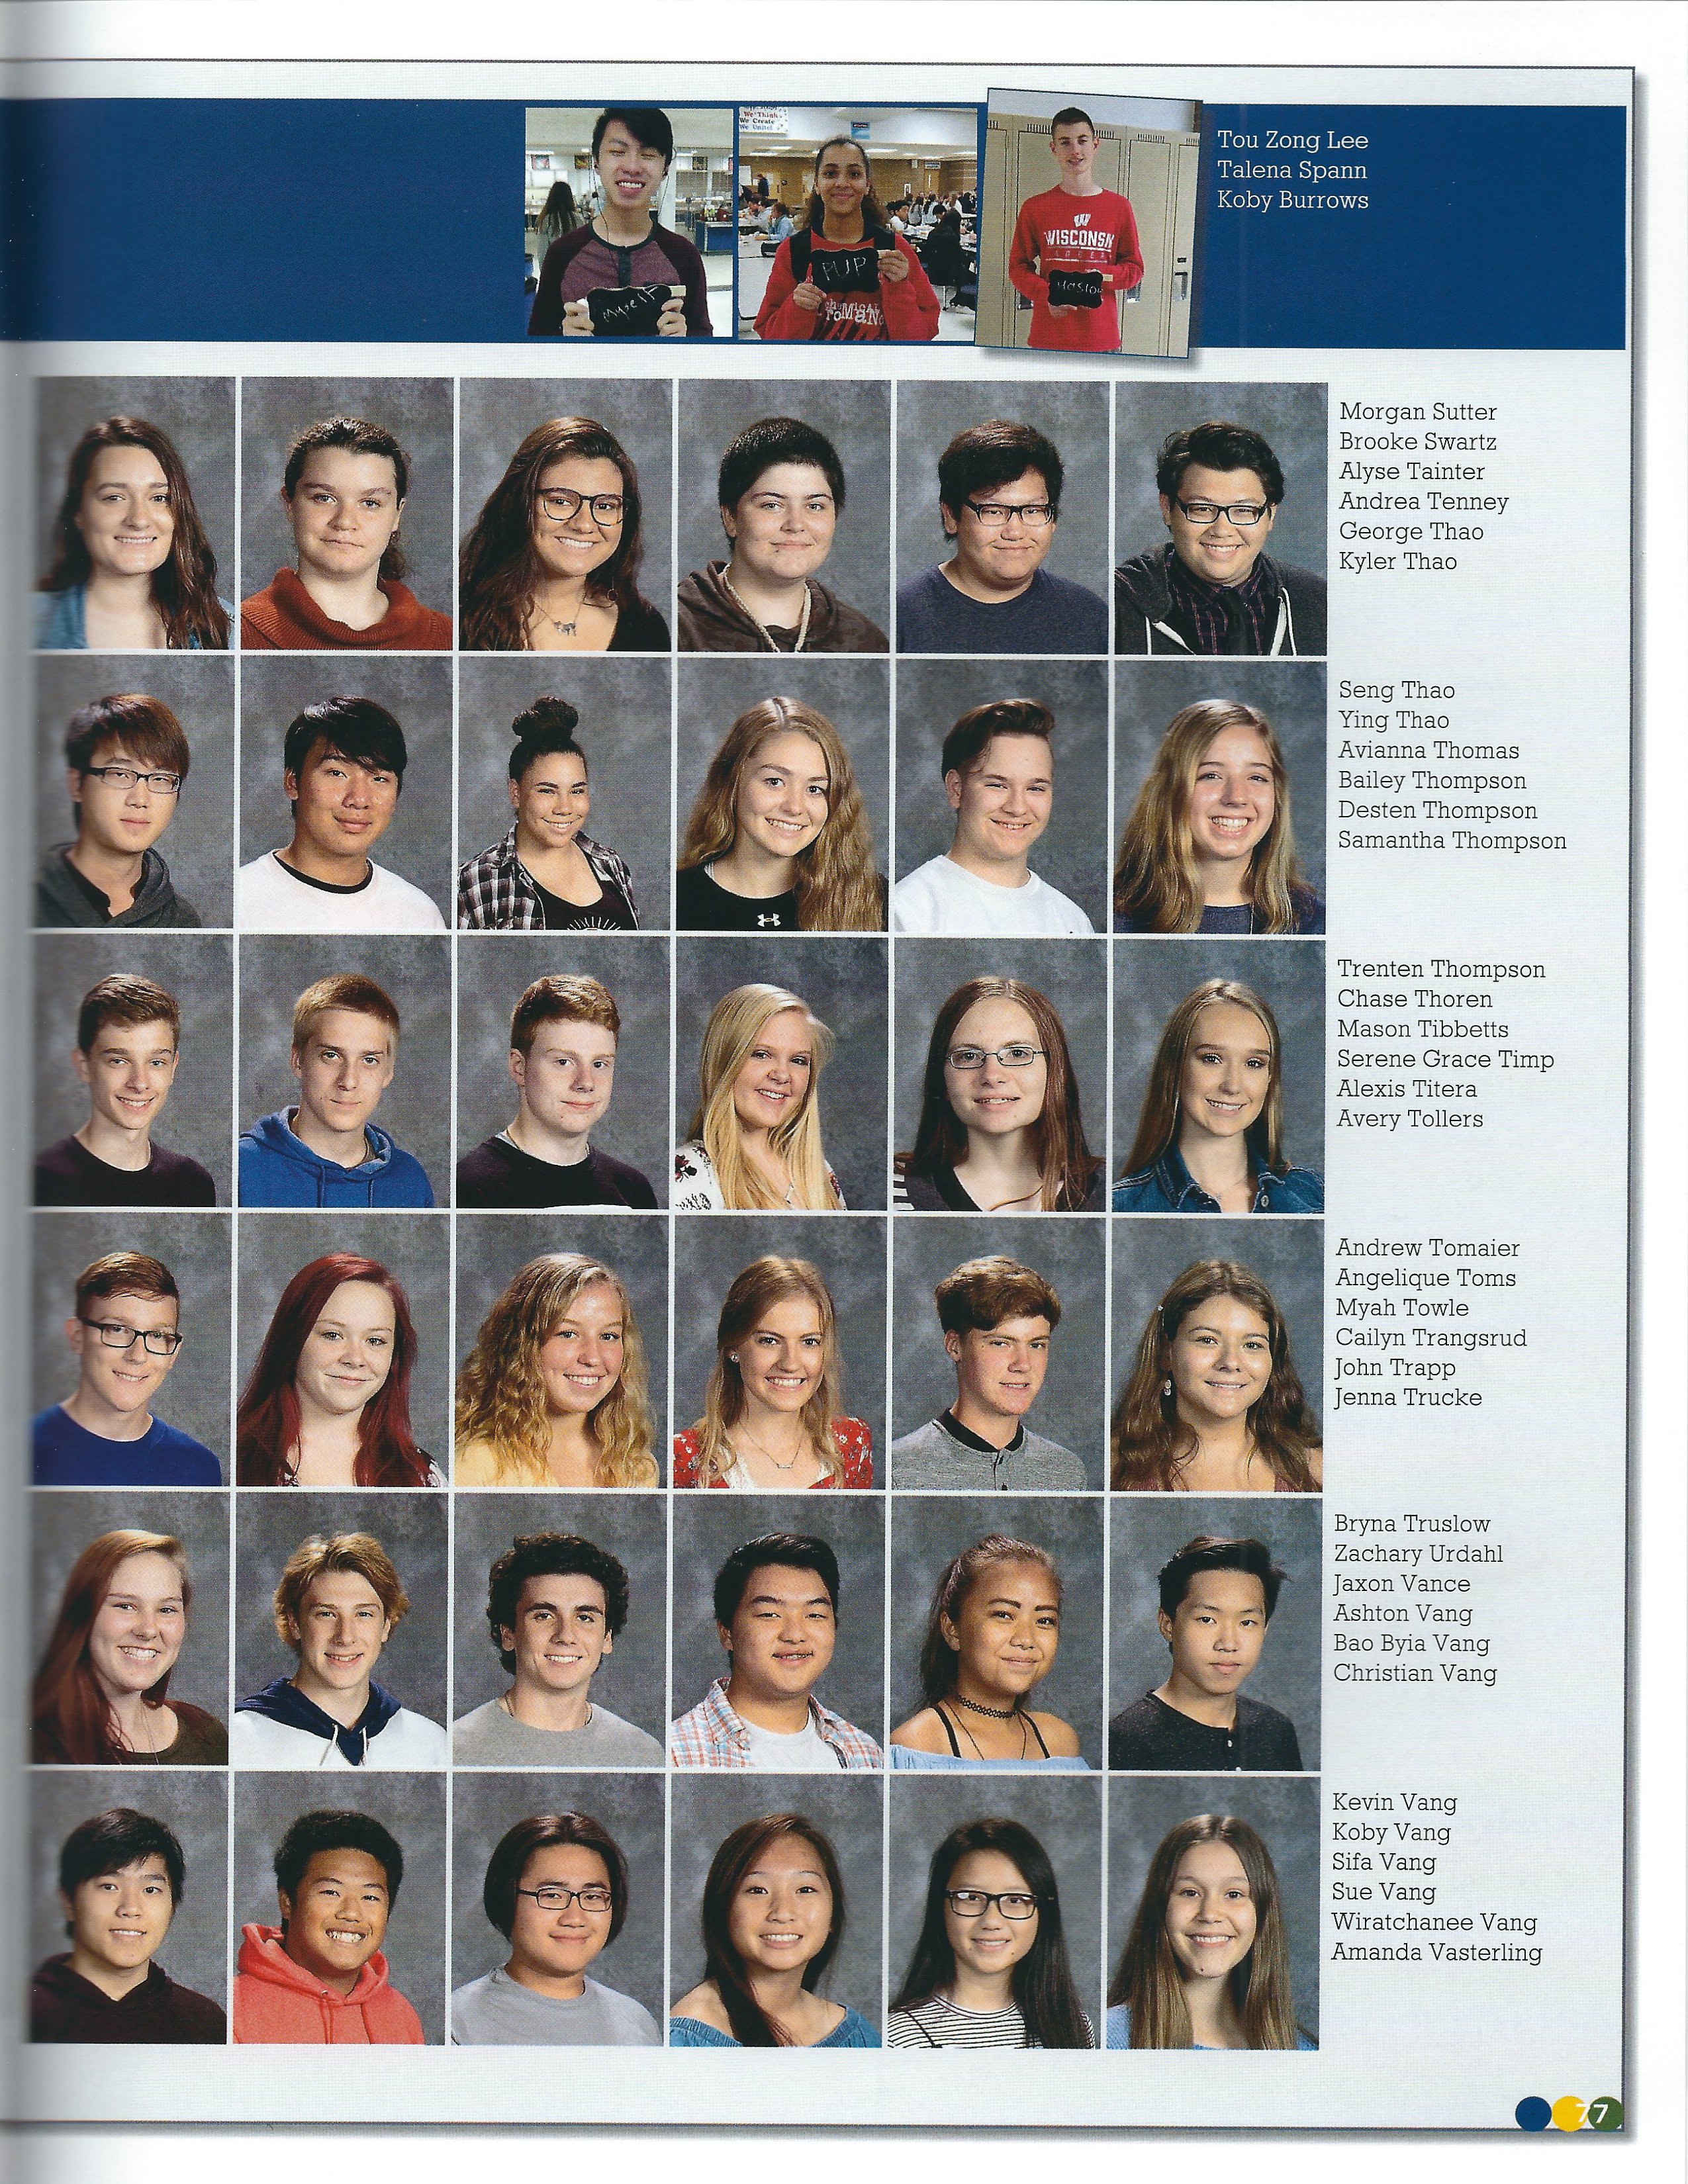 We Think
We Create
We United
Tou Zong Lee
Talena Spann
Koby Burrows
Myself
PUP
CHEMICAL
ROMANC
W
WISCONSIN
Haslow
Morgan Sutter
Brooke Swartz
Alyse Tainter
Andrea Tenney
George Thao
Kyler Thao
Seng Thao
Ying Thao
Avianna Thomas
Bailey Thompson
Desten Thompson
Samantha Thompson
Trenten Thompson
Chase Thoren
Mason Tibbetts
Serene Grace Timp
Alexis Titera
Avery Tollers
Andrew Tomaier
Angelique Toms
Myah Towle
Cailyn Trangsrud
John Trapp
Jenna Trucke
Bryna Truslow
Zachary Urdahl
Jaxon Vance
Ashton Vang
Bao Byia Vang
Christian Vang
Kevin Vang
Koby Vang
Sifa Vang
Sue Vang
Wiratchanee Vang
Amanda Vasterling
77